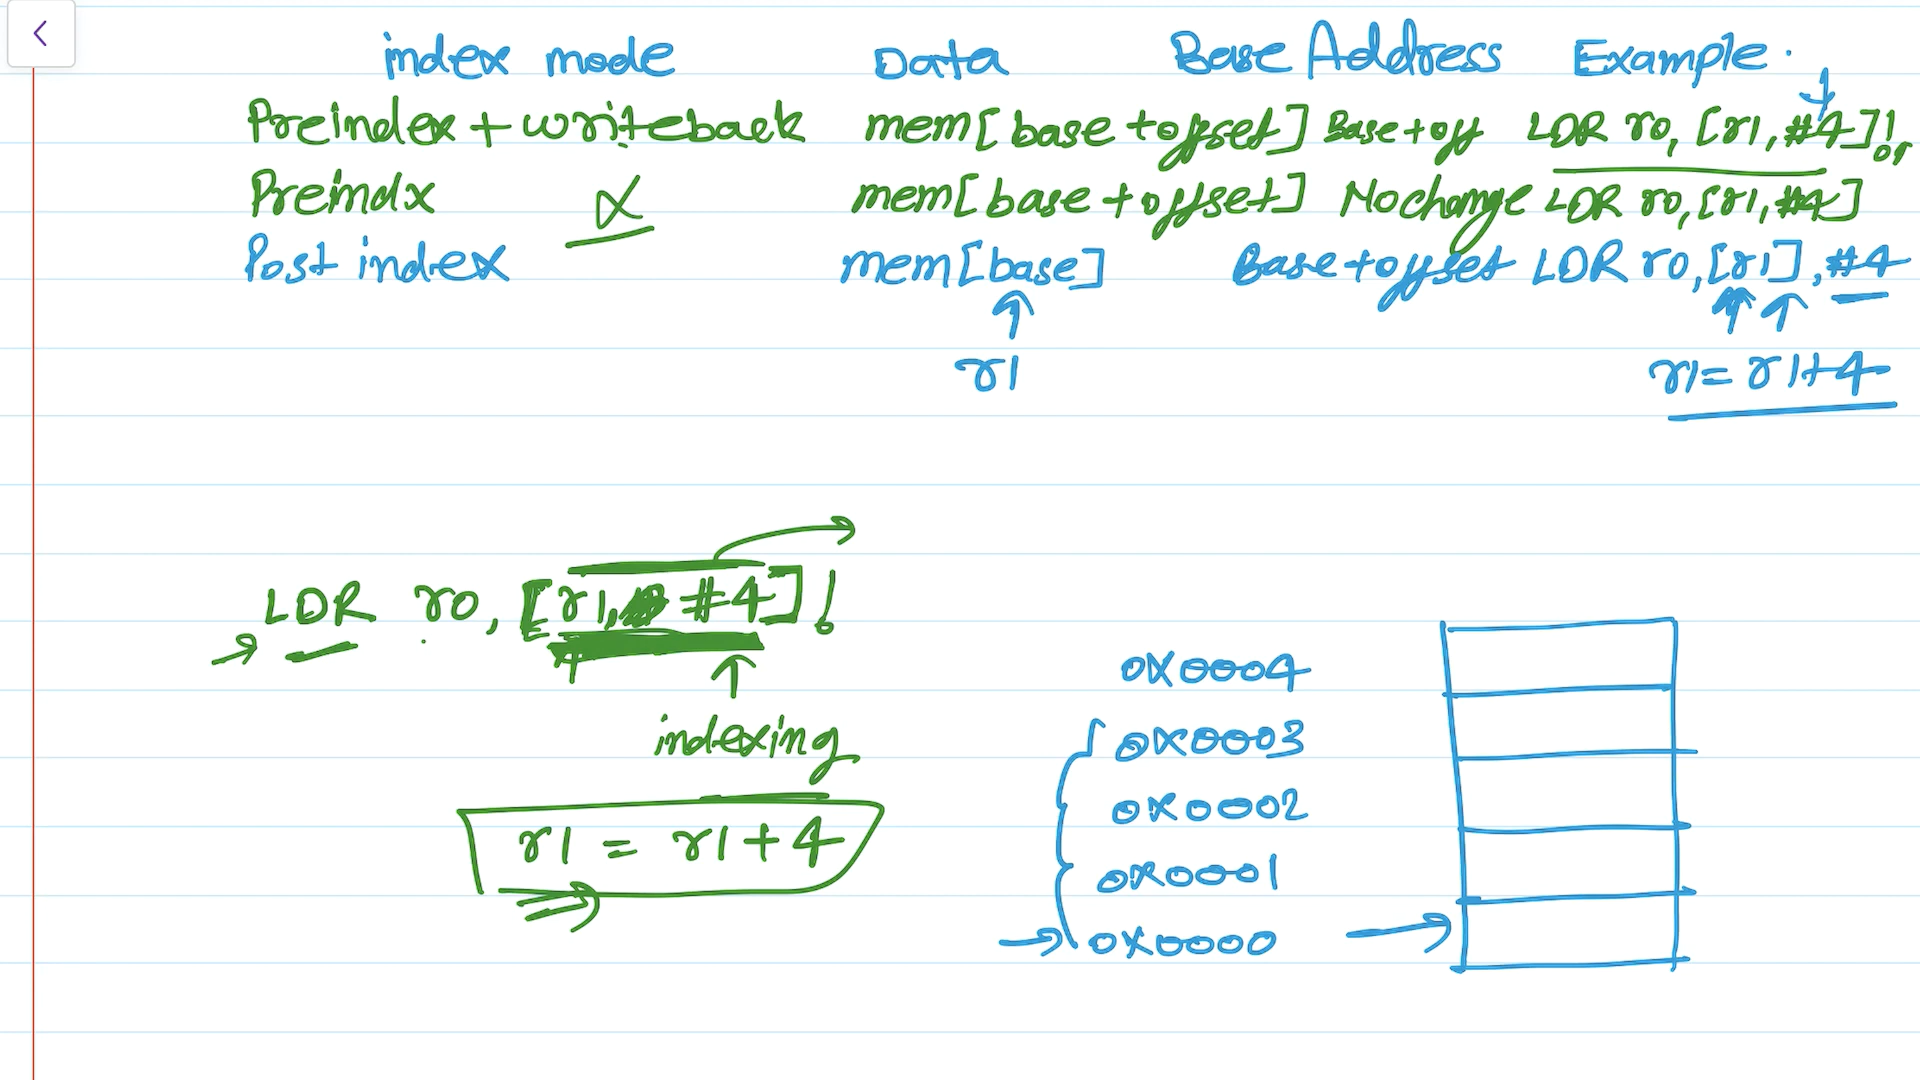 index mode Data Base Address Example
Preindex + writeback mem[base + offset] Base + off LDR r0, [r1, #4]!
Preindx mem[base + offset] No change LDR r0, [r1, #4]
Post index mem[base] Base + offset LDR r0, [r1], #4
r1 r1 = r1 + 4
LDR r0, [r1, #4]!
indexing
r1 = r1 + 4
0x0004
0x0003
0x0002
0x0001
0x0000